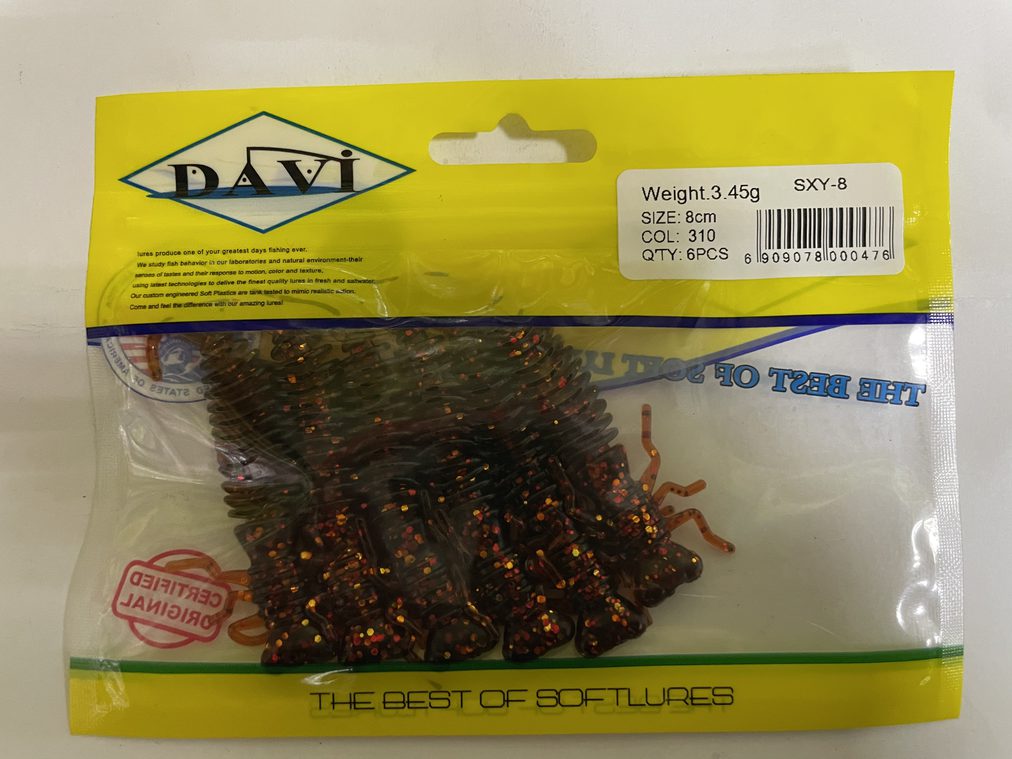 DAVİ
lures produce one of your greatest days fishing ever.
We study fish behavior in our laboratories and natural environment-their
senses of tastes and their response to motion, color and texture,
using latest technologies to delive the finest quality lures in fresh and saltwater.
Our custom engineered Soft Plastics are tank tested to mimic realistic action.
Come and feel the difference with our amazing lures!
Weight.3.45g SXY-8
SIZE: 8cm
COL: 310
Q'TY: 6PCS
6 909078 000476
THE BEST OF SOFT
STATES OF AMERICA
CERTIFIED
ORIGINAL
THE BEST OF SOFTLURES